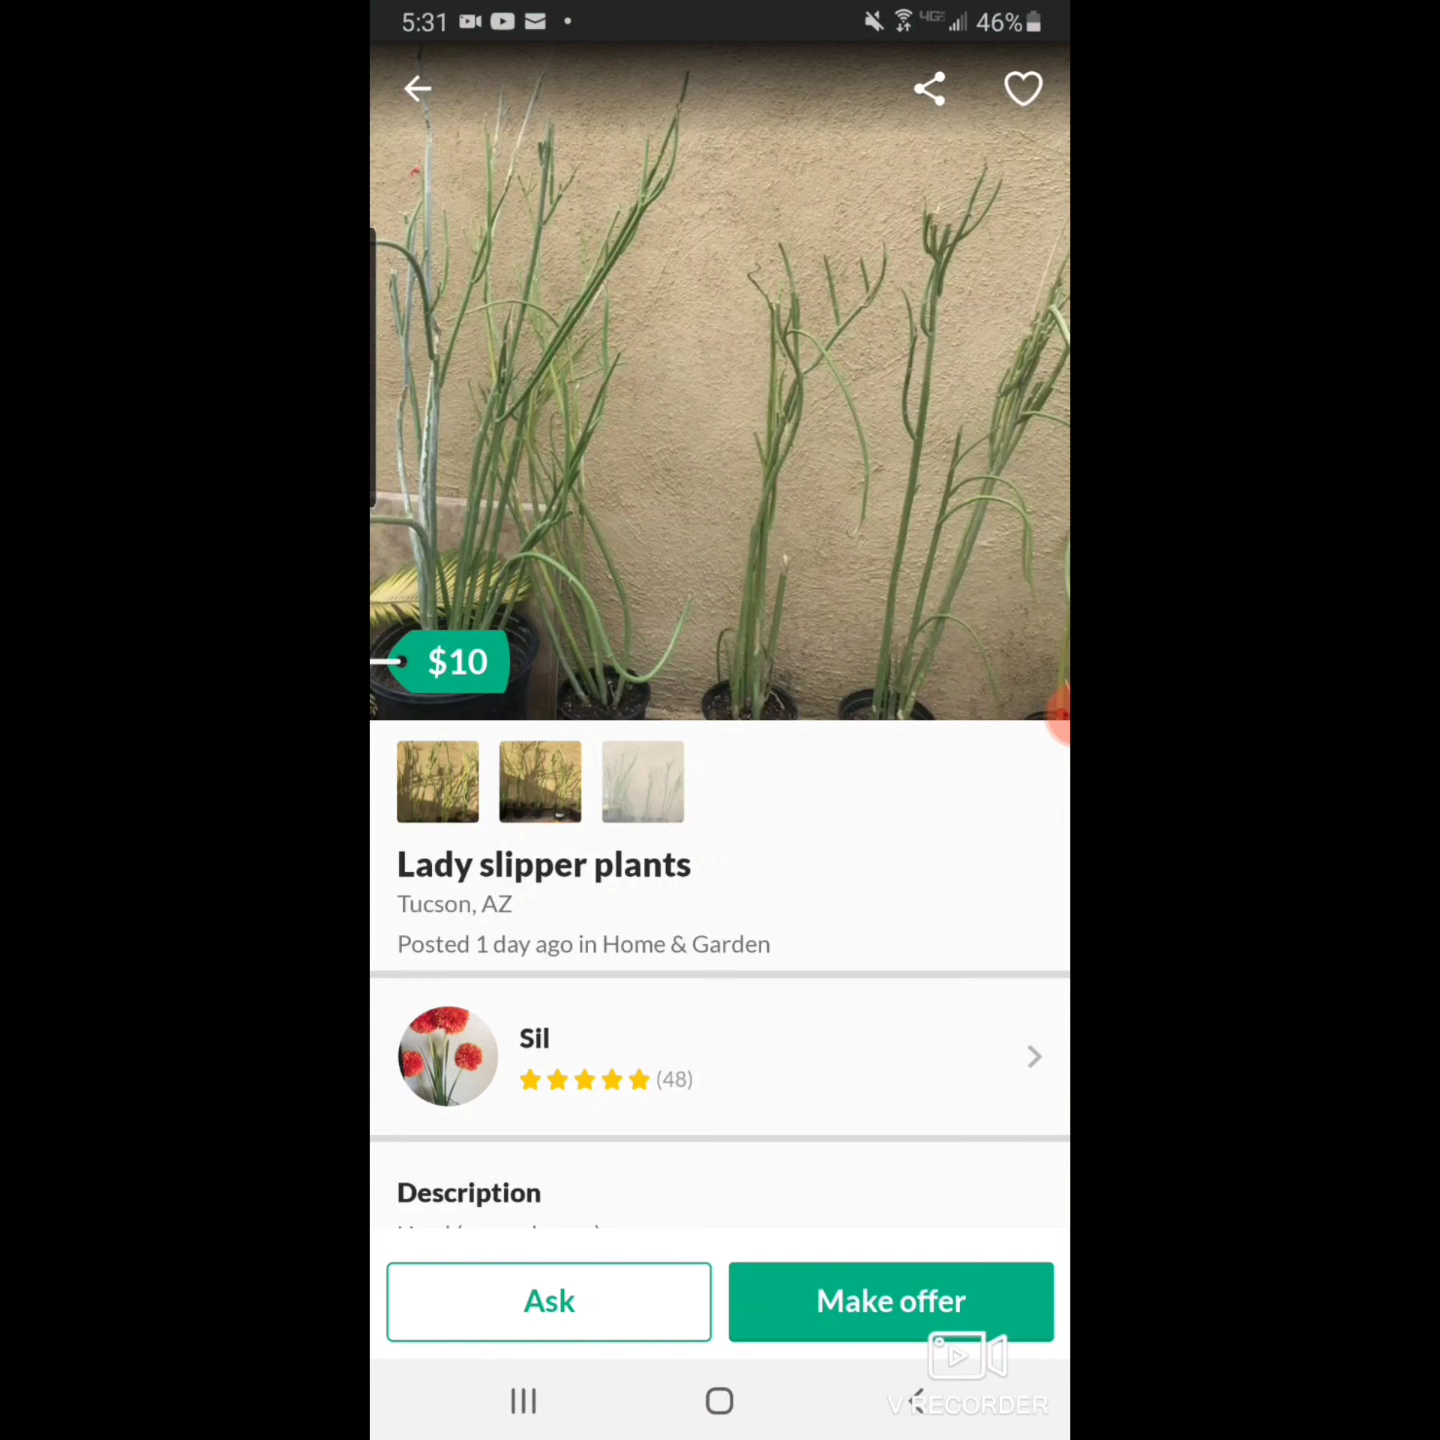 5:31
4GE 46%
$10
Lady slipper plants
Tucson, AZ
Posted 1 day ago in Home & Garden
Sil
(48)
Description
Ask
Make offer
V RECORDER